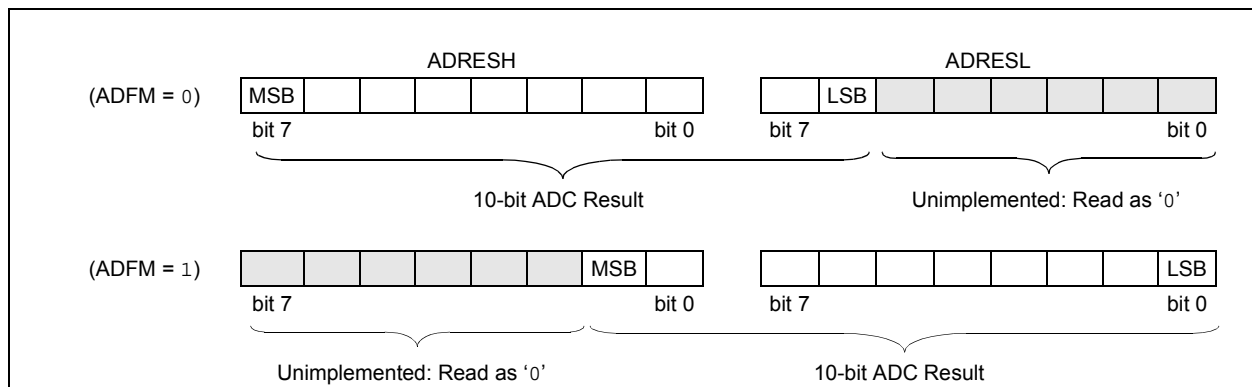 ADRESH ADRESL
(ADFM = 0) MSB LSB
bit 7 bit 0 bit 7 bit 0
10-bit ADC Result Unimplemented: Read as ‘0’
(ADFM = 1) MSB LSB
bit 7 bit 0 bit 7 bit 0
Unimplemented: Read as ‘0’ 10-bit ADC Result